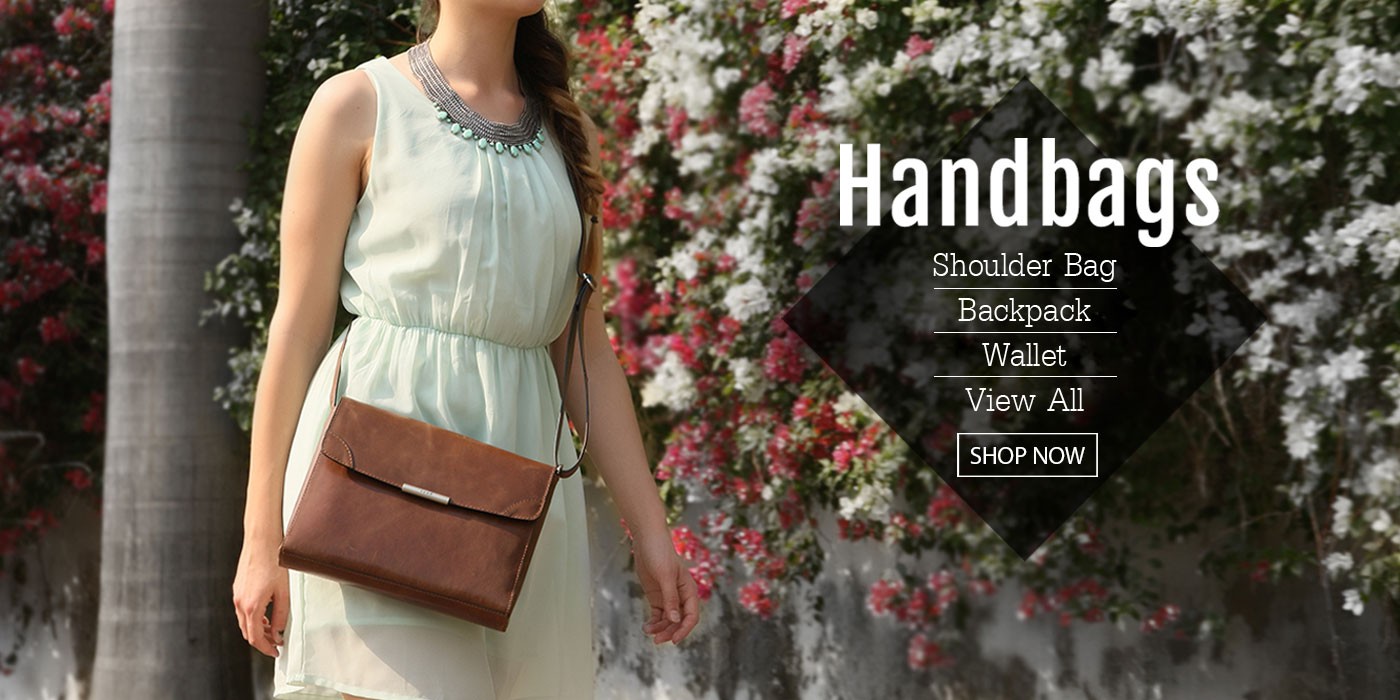 Handbags
Shoulder Bag
Backpack
Wallet
View All
SHOP NOW